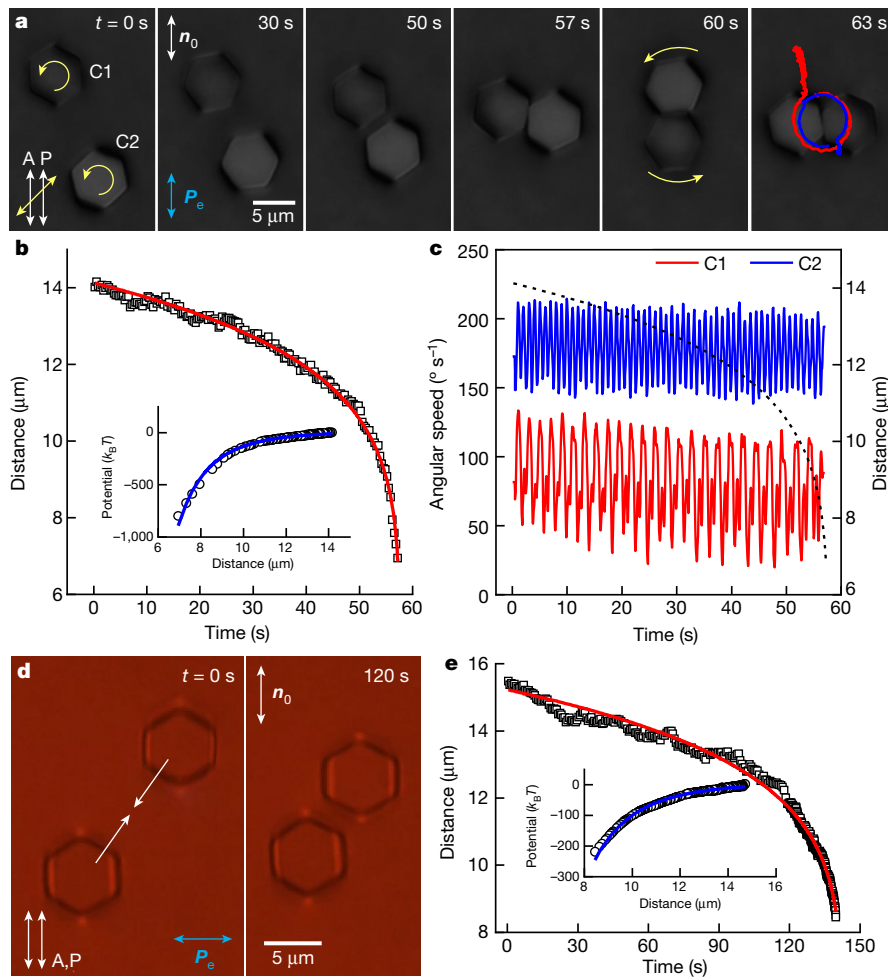 a
t = 0 s
C1
C2
A P
30 s
n0
Pe
5 μm
50 s
57 s
60 s
63 s
b
Distance (μm)
14
12
10
8
6
0 10 20 30 40 50 60
Time (s)
Potential (kBT)
0
−500
−1,000
6 8 10 12 14
Distance (μm)
c
C1
C2
Angular speed (° s−1)
250
200
150
100
50
0
0 10 20 30 40 50 60
Time (s)
14
12
10
8
6
Distance (μm)
d
t = 0 s
A,P
Pe
120 s
n0
5 μm
e
Distance (μm)
16
15
14
13
12
11
10
9
8
0 30 60 90 120 150
Time (s)
Potential (kBT)
0
−100
−200
−300
8 10 12 14 16
Distance (μm)